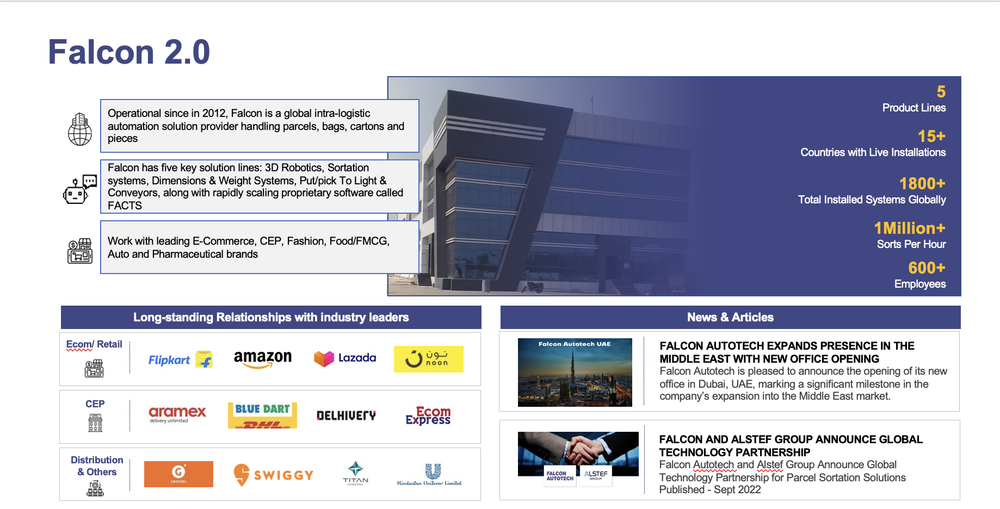 Falcon 2.0
Operational since in 2012, Falcon is a global intra-logistic
automation solution provider handling parcels, bags, cartons and
pieces
Falcon has five key solution lines: 3D Robotics, Sortation
systems, Dimensions & Weight Systems, Put/pick To Light &
Conveyors, along with rapidly scaling proprietary software called
FACTS
Work with leading E-Commerce, CEP, Fashion, Food/FMCG,
Auto and Pharmaceutical brands
5
Product Lines
15+
Countries with Live Installations
1800+
Total Installed Systems Globally
1Million+
Sorts Per Hour
600+
Employees
Long-standing Relationships with industry leaders
Ecom/ Retail
Flipkart
amazon
Lazada
نون
noon
CEP
aramex
delivery unlimited
BLUE DART
DHL
DELHIVERY
Ecom
Express
Distribution
& Others
G
GROFERS
SWIGGY
TITAN
COMPANY
Hindustan Unilever Limited
News & Articles
Falcon Autotech UAE
FALCON AUTOTECH EXPANDS PRESENCE IN THE
MIDDLE EAST WITH NEW OFFICE OPENING
Falcon Autotech is pleased to announce the opening of its new
office in Dubai, UAE, marking a significant milestone in the
company’s expansion into the Middle East market.
FALCON
AUTOTECH
ALSTEF
GROUP
FALCON AND ALSTEF GROUP ANNOUNCE GLOBAL
TECHNOLOGY PARTNERSHIP
Falcon Autotech and Alstef Group Announce Global
Technology Partnership for Parcel Sortation Solutions
Published - Sept 2022